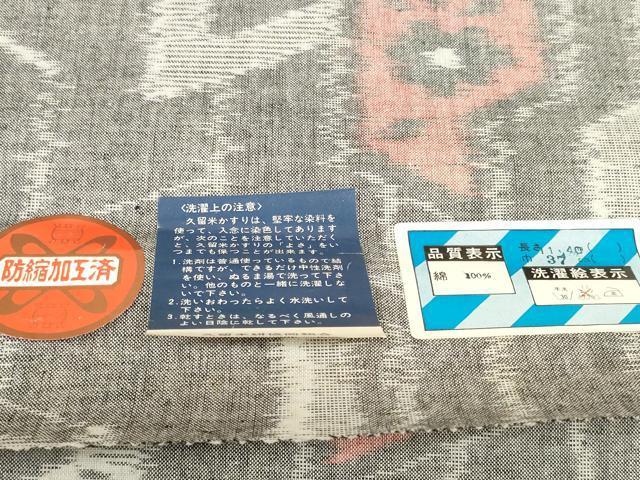 防縮加工済
〈洗濯上の注意〉
久留米かすりは、堅牢な染料を
使って、入念に染色してあります
が、次のことを注意していただく
と、久留米かすりの「よさ」をい
つまでも保つことが出来ます。
1.洗剤は普通使っているもので結
構ですが、できるだけ中性洗剤
を使い、ぬるま湯で洗って下さ
い。他のものと一緒に洗濯しな
いで下さい。
2.洗いおわったらよく水洗いして
下さい。
3.乾すときは、なるべく風通しの
よい日陰に乾して下さい。
品質表示
綿 100%
長さ
巾 37
洗濯絵表示